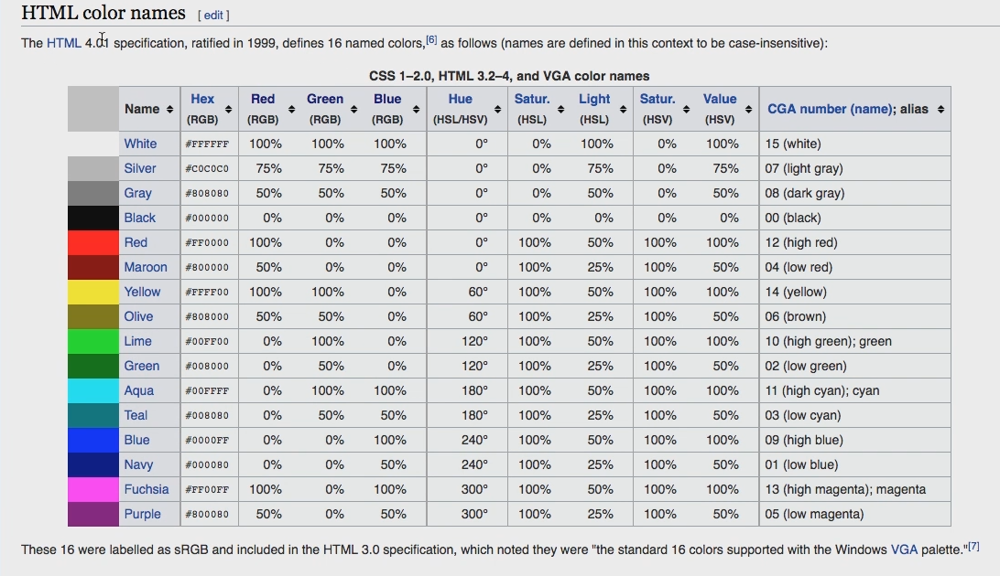 HTML color names [ edit ]
The HTML 4.01 specification, ratified in 1999, defines 16 named colors,[6] as follows (names are defined in this context to be case-insensitive):
CSS 1–2.0, HTML 3.2–4, and VGA color names
Name Hex (RGB) Red (RGB) Green (RGB) Blue (RGB) Hue (HSL/HSV) Satur. (HSL) Light (HSL) Satur. (HSV) Value (HSV) CGA number (name); alias
White #FFFFFF 100% 100% 100% 0° 0% 100% 0% 100% 15 (white)
Silver #C0C0C0 75% 75% 75% 0° 0% 75% 0% 75% 07 (light gray)
Gray #808080 50% 50% 50% 0° 0% 50% 0% 50% 08 (dark gray)
Black #000000 0% 0% 0% 0° 0% 0% 0% 0% 00 (black)
Red #FF0000 100% 0% 0% 0° 100% 50% 100% 100% 12 (high red)
Maroon #800000 50% 0% 0% 0° 100% 25% 100% 50% 04 (low red)
Yellow #FFFF00 100% 100% 0% 60° 100% 50% 100% 100% 14 (yellow)
Olive #808000 50% 50% 0% 60° 100% 25% 100% 50% 06 (brown)
Lime #00FF00 0% 100% 0% 120° 100% 50% 100% 100% 10 (high green); green
Green #008000 0% 50% 0% 120° 100% 25% 100% 50% 02 (low green)
Aqua #00FFFF 0% 100% 100% 180° 100% 50% 100% 100% 11 (high cyan); cyan
Teal #008080 0% 50% 50% 180° 100% 25% 100% 50% 03 (low cyan)
Blue #0000FF 0% 0% 100% 240° 100% 50% 100% 100% 09 (high blue)
Navy #000080 0% 0% 50% 240° 100% 25% 100% 50% 01 (low blue)
Fuchsia #FF00FF 100% 0% 100% 300° 100% 50% 100% 100% 13 (high magenta); magenta
Purple #800080 50% 0% 50% 300° 100% 25% 100% 50% 05 (low magenta)
These 16 were labelled as sRGB and included in the HTML 3.0 specification, which noted they were "the standard 16 colors supported with the Windows VGA palette."[7]